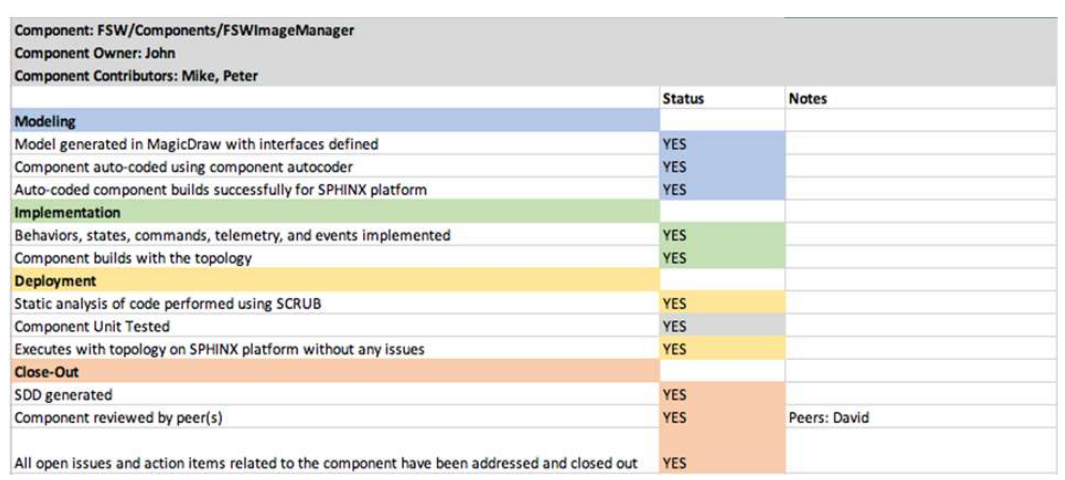 Component: FSW/Components/FSWImageManager
Component Owner: John
Component Contributors: Mike, Peter
Status Notes
Modeling
Model generated in MagicDraw with interfaces defined YES
Component auto-coded using component autocoder YES
Auto-coded component builds successfully for SPHINX platform YES
Implementation
Behaviors, states, commands, telemetry, and events implemented YES
Component builds with the topology YES
Deployment
Static analysis of code performed using SCRUB YES
Component Unit Tested YES
Executes with topology on SPHINX platform without any issues YES
Close-Out
SDD generated YES
Component reviewed by peer(s) YES Peers: David
All open issues and action items related to the component have been addressed and closed out YES